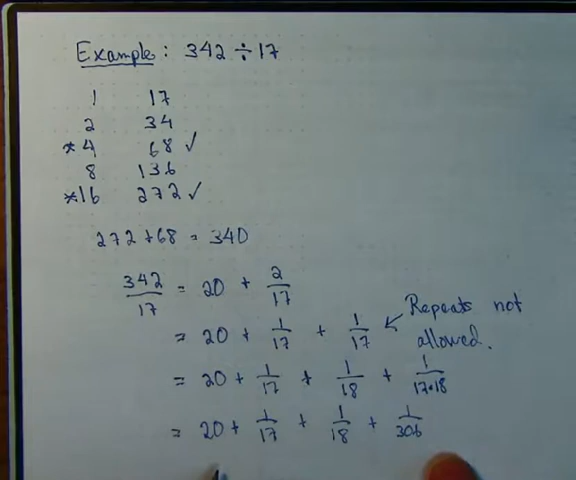 Example: 342 ÷ 17
1 17
2 34
*4 68 ✓
8 136
*16 272 ✓
272+68 = 340
342/17 = 20 + 2/17
= 20 + 1/17 + 1/17 ← Repeats not allowed.
= 20 + 1/17 + 1/18 + 1/17•18
= 20 + 1/17 + 1/18 + 1/306